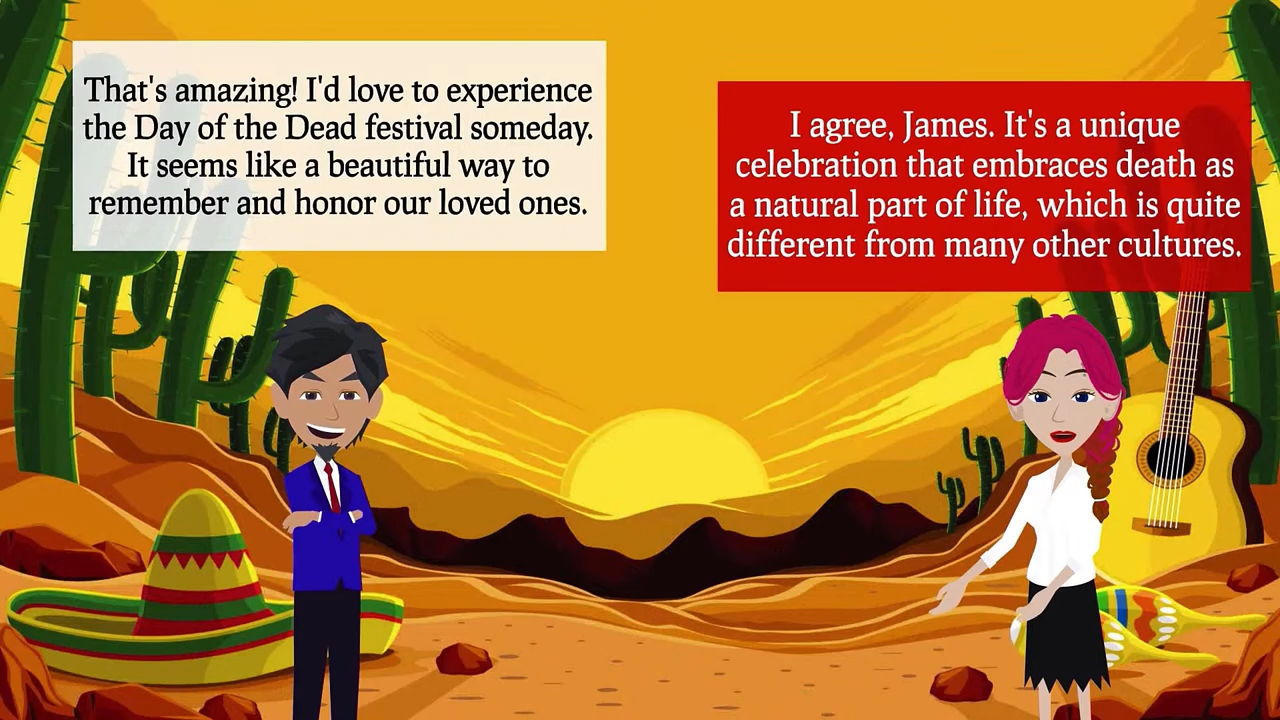 That's amazing! I'd love to experience
the Day of the Dead festival someday.
It seems like a beautiful way to
remember and honor our loved ones.
I agree, James. It's a unique
celebration that embraces death as
a natural part of life, which is quite
different from many other cultures.